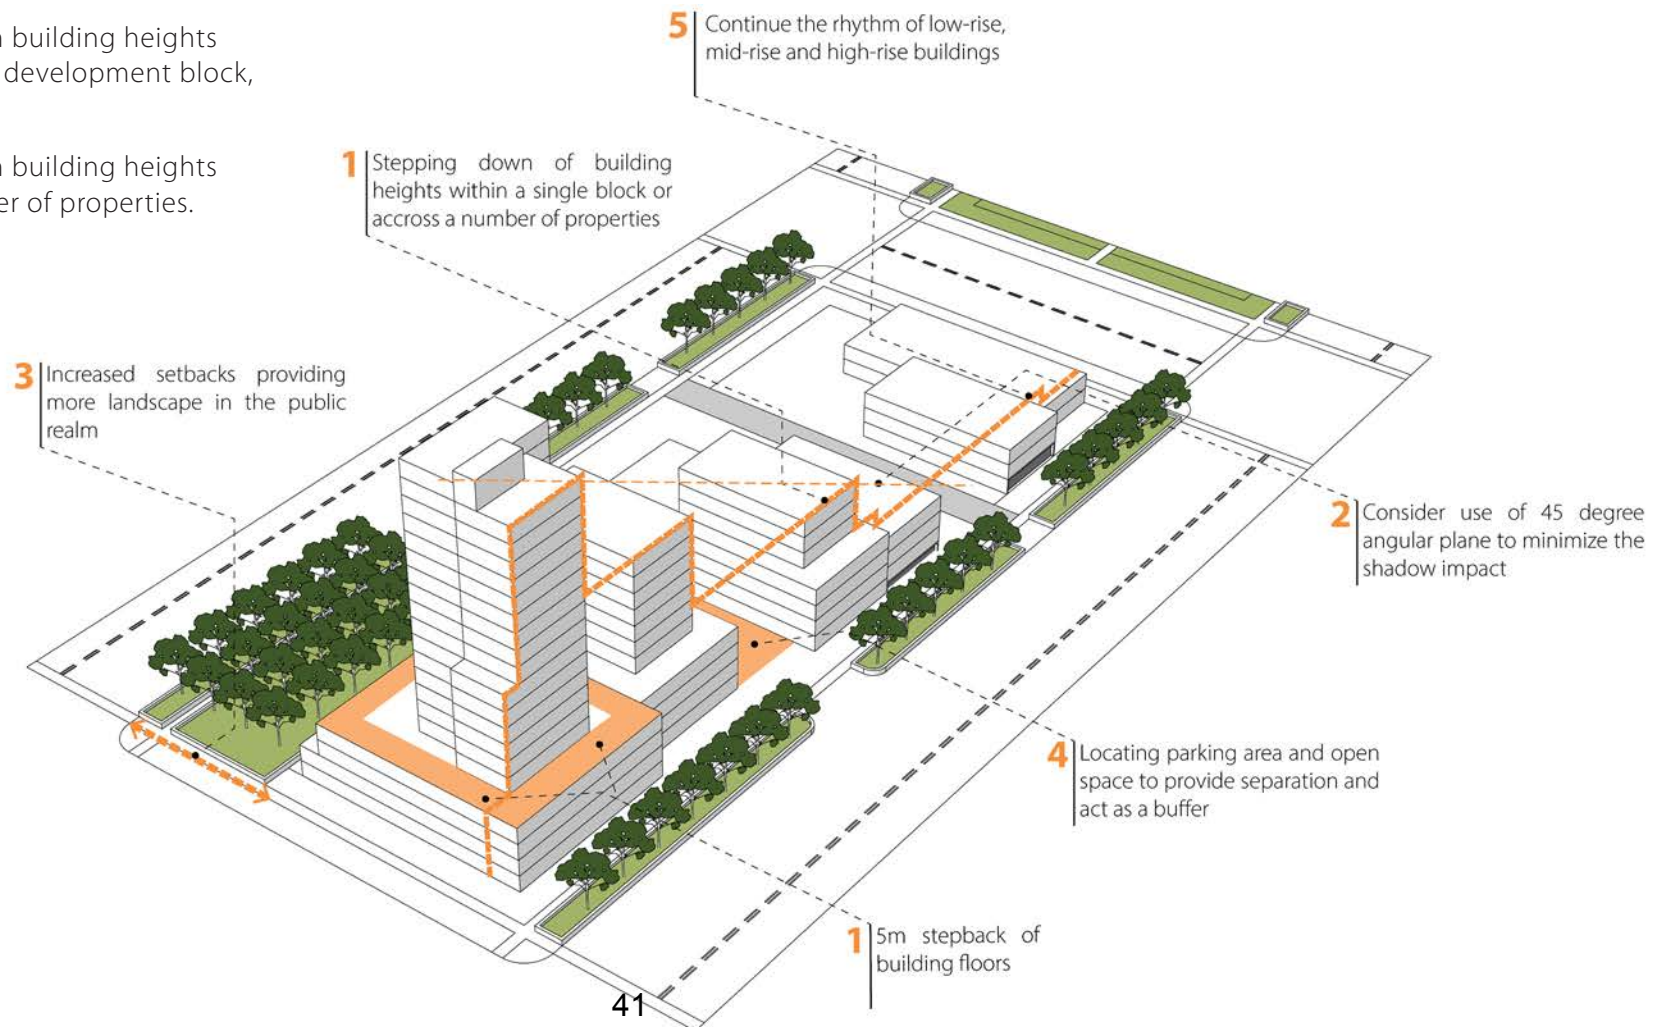 n building heights
development block,
n building heights
er of properties.
5 Continue the rhythm of low-rise,
mid-rise and high-rise buildings
1 Stepping down of building
heights within a single block or
accross a number of properties
3 Increased setbacks providing
more landscape in the public
realm
2 Consider use of 45 degree
angular plane to minimize the
shadow impact
4 Locating parking area and open
space to provide separation and
act as a buffer
1 5m stepback of
building floors
41